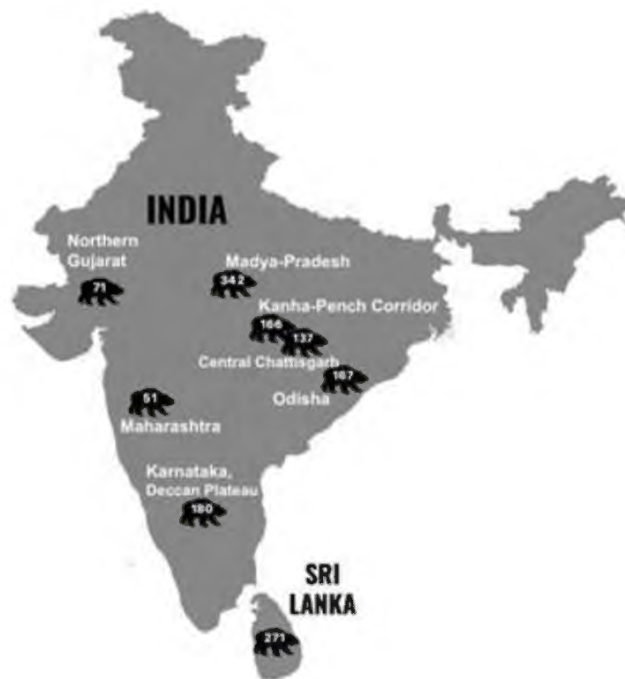 INDIA
Northern
Gujarat
71
Madya-Pradesh
342
Kanha-Pench Corridor
166
137
Central Chattisgarh
167
Odisha
51
Maharashtra
Karnataka,
Deccan Plateau
180
SRI
LANKA
271